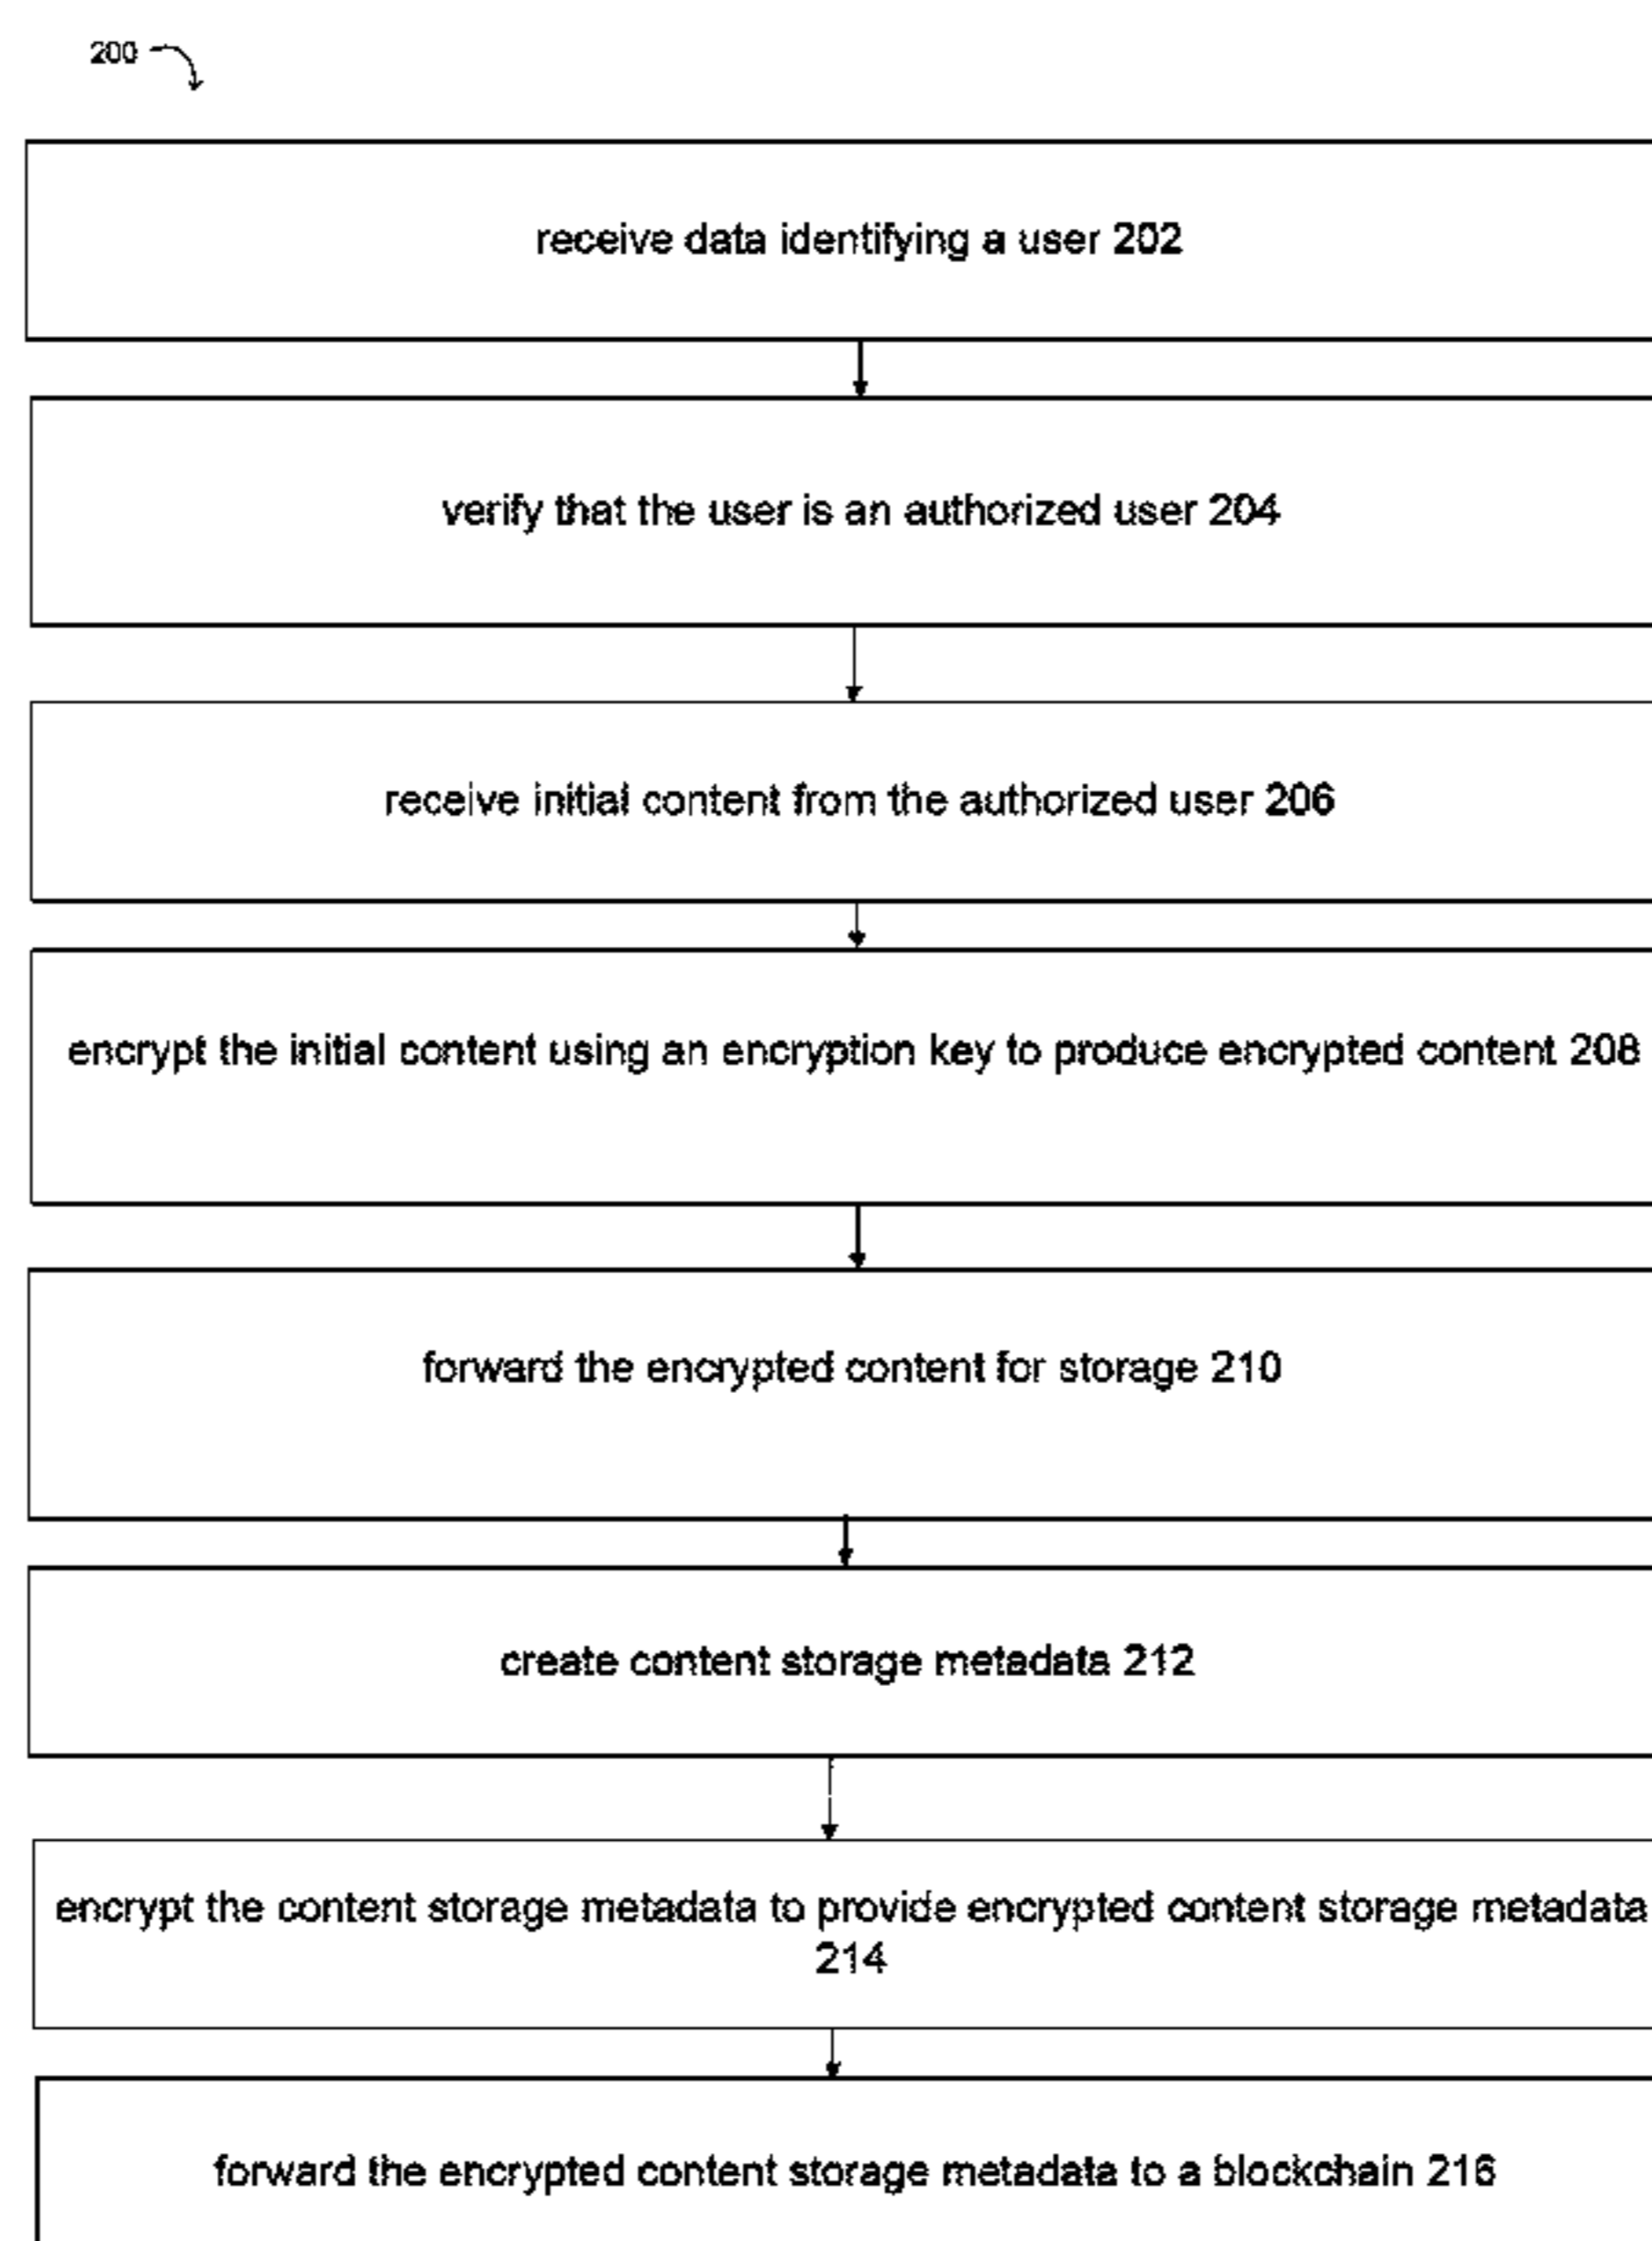 200
receive data identifying a user 202
verify that the user is an authorized user 204
receive initial content from the authorized user 206
encrypt the initial content using an encryption key to produce encrypted content 208
forward the encrypted content for storage 210
create content storage metadata 212
encrypt the content storage metadata to provide encrypted content storage metadata
214
forward the encrypted content storage metadata to a blockchain 216